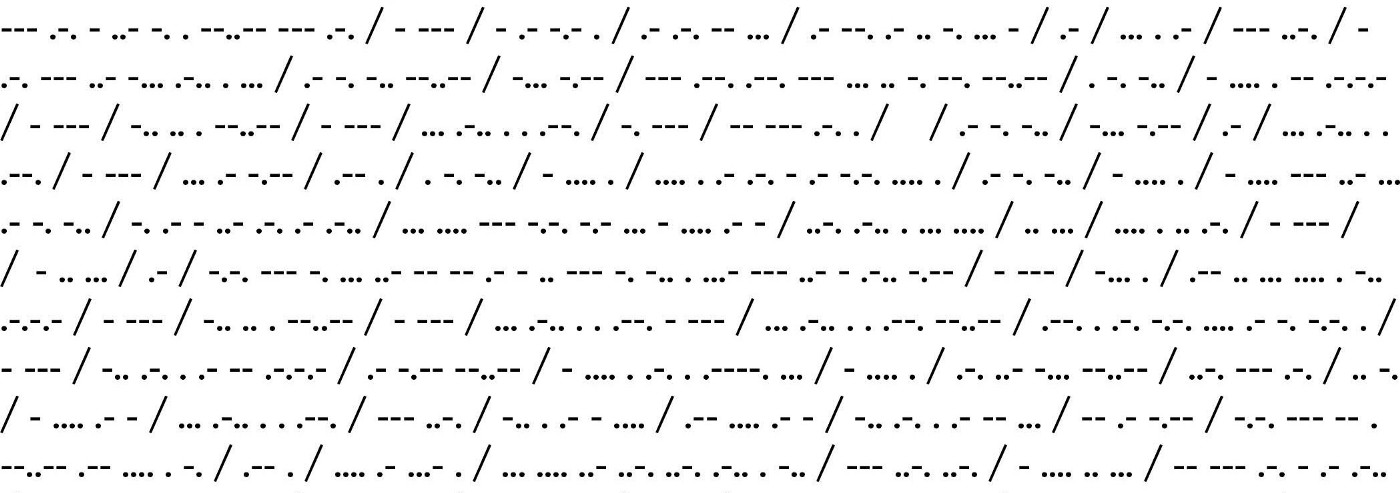 --- .-. - ..- -. . --..-- --- .-. / - --- / - .- -.- . / .- .-. -- ... / .- --. .- .. -. ... - / .- / ... . .- / --- ..-. / -
.-. --- ..- -... .-.. . ... / .- -. -.. --..-- / -... -.-- / --- .--. .--. --- ... .. -. --. --..-- / . -. -.. / - .... . -- .-.-.-
/ - --- / -.. .. . --..-- / - --- / ... .-.. . . .--. / -. --- / -- --- .-. . / / .- -. -.. / -... -.-- / .- / ... .-.. . .
.--. / - --- / ... .- -.-- / .-- . / . -. -.. / - .... . / .... . .- .-. - .- -.-. .... . / .- -. -.. / - .... . / - .... --- ..- ...
.- -. -.. / -. .- - ..- .-. .- .-.. / ... .... --- -.-. -.- ... - .... .- - / ..-. .-.. . ... .... / .. ... / .... . .. .-. / - --- /
/ - .. ... / .- / -.-. --- -. ... ..- -- -- .- - .. --- -. -.. . ...- --- ..- - .-.. -.-- / - --- / -... . / .-- .. ... .... . -..
.-.-.- / - --- / -.. .. . --..-- / - --- / ... .-.. . . .--. - --- / ... .-.. . . .--. --..-- / .--. . .-. -.-. .... .- -. -.-. . /
- --- / -.. .-. . .- -- .-.-.- / .- -.-- --..-- / - .... . .-. . .----. ... / - .... . / .-. ..- -... --..-- / ..-. --- .-. / .. -.
/ - .... .- - / ... .-.. . . .--. / --- ..-. / -.. . .- - .... / .-- .... .- - / -.. .-. . .- -- ... / -- .- -.-- / -.-. --- -- .
--..-- .-- .... . -. / .-- . / .... .- ...- . / ... .... ..- ..-. ..-. .-.. . -.. / --- ..-. ..-. / - .... .. ... / -- --- .-. - .- .-..